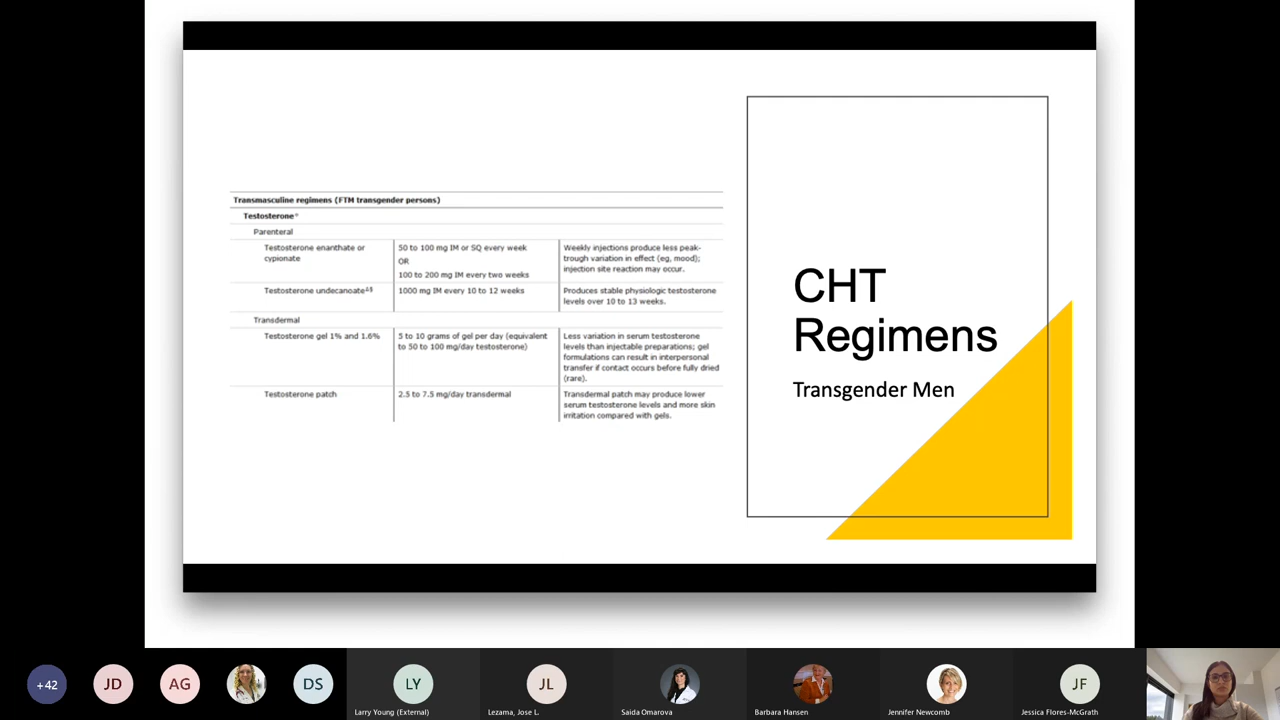 Transmasculine regimens (FTM transgender persons)
Testosterone*
Parenteral
Testosterone enanthate or
cypionate
50 to 100 mg IM or SQ every week
OR
100 to 200 mg IM every two weeks
Weekly injections produce less peak-
trough variation in effect (eg, mood);
injection site reaction may occur.
Testosterone undecanoate
1000 mg IM every 10 to 12 weeks
Produces stable physiologic testosterone
levels over 10 to 13 weeks.
Transdermal
Testosterone gel 1% and 1.6%
5 to 10 grams of gel per day (equivalent
to 50 to 100 mg/day testosterone)
Less variation in serum testosterone
levels than injectable preparations; gel
formulations can result in interpersonal
transfer if contact occurs before fully dried
(rare).
Testosterone patch
2.5 to 7.5 mg/day transdermal
Transdermal patch may produce lower
serum testosterone levels and more skin
irritation compared with gels.
CHT
Regimens
Transgender Men
+42
JD
AG
DS
LY
Larry Young (External)
JL
Lezama, Jose L.
Saida Omarova
Barbara Hansen
Jennifer Newcomb
JF
Jessica Flores-McGrath